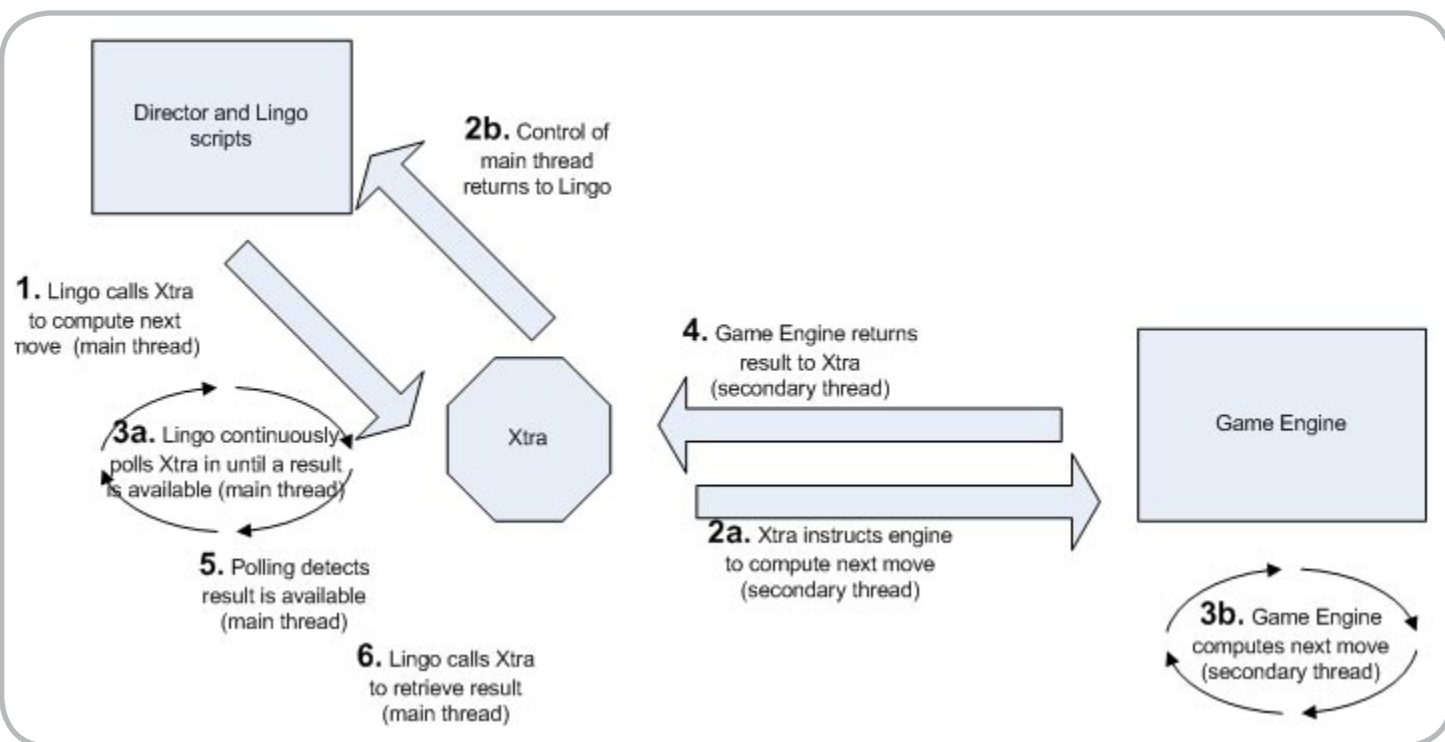 Director and Lingo
scripts
2b. Control of
main thread
returns to Lingo
1. Lingo calls Xtra
to compute next
move (main thread)
3a. Lingo continuously
polls Xtra in until a result
is available (main thread)
5. Polling detects
result is available
(main thread)
6. Lingo calls Xtra
to retrieve result
(main thread)
Xtra
4. Game Engine returns
result to Xtra
(secondary thread)
2a. Xtra instructs engine
to compute next move
(secondary thread)
Game Engine
3b. Game Engine
computes next move
(secondary thread)